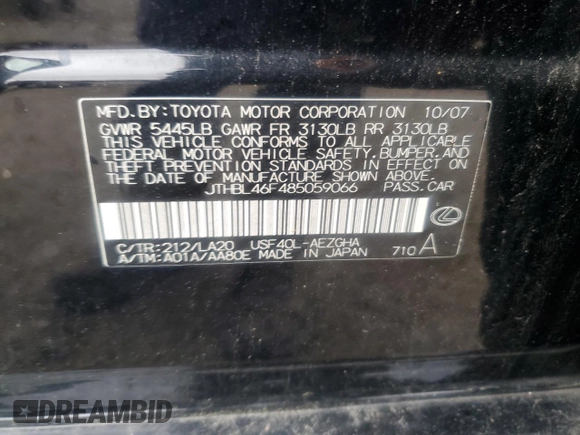 MFD. BY: TOYOTA MOTOR CORPORATION 10/07
GVWR 5445LB GAWR FR 3130LB RR 3130LB
THIS VEHICLE CONFORMS TO ALL APPLICABLE
FEDERAL MOTOR VEHICLE SAFETY, BUMPER, AND
THEFT PREVENTION STANDARDS IN EFFECT ON
THE DATE OF MANUFACTURE SHOWN ABOVE.
JTHBL46F485059066 PASS. CAR
C/TR: 212/LA20 USF40L-AEZGHA
A/TM: A01A/AA80E MADE IN JAPAN 710 A
DREAMBID